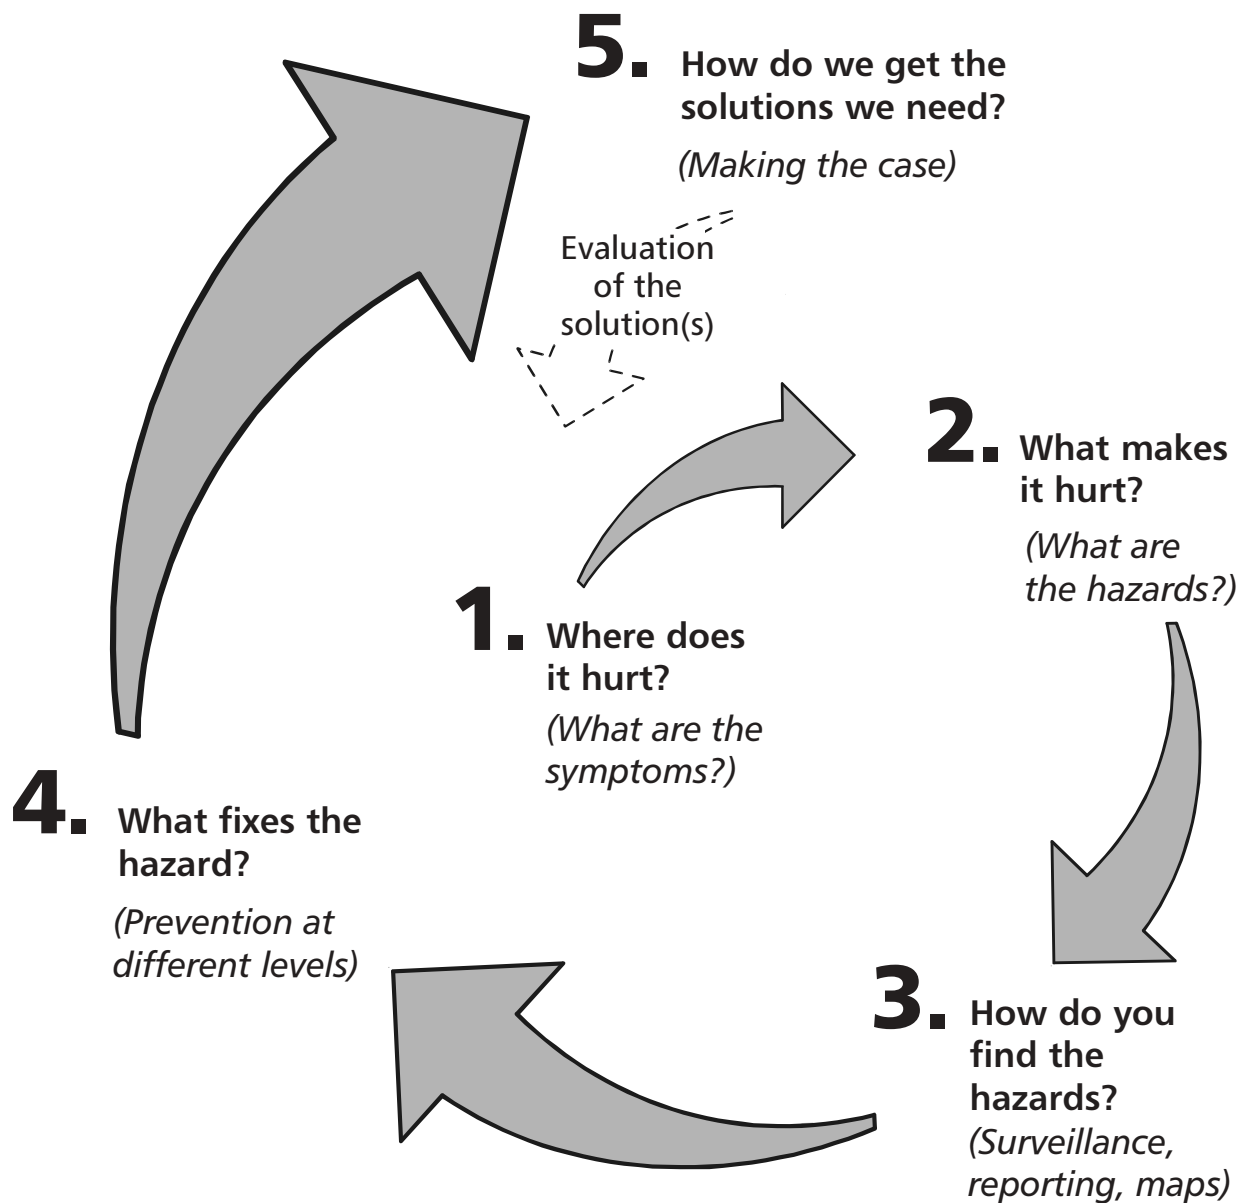 5. How do we get the
solutions we need?
(Making the case)
Evaluation
of the
solution(s)
2. What makes
it hurt?
(What are
the hazards?)
1. Where does
it hurt?
(What are the
symptoms?)
4. What fixes the
hazard?
(Prevention at
different levels)
3. How do you
find the
hazards?
(Surveillance,
reporting, maps)